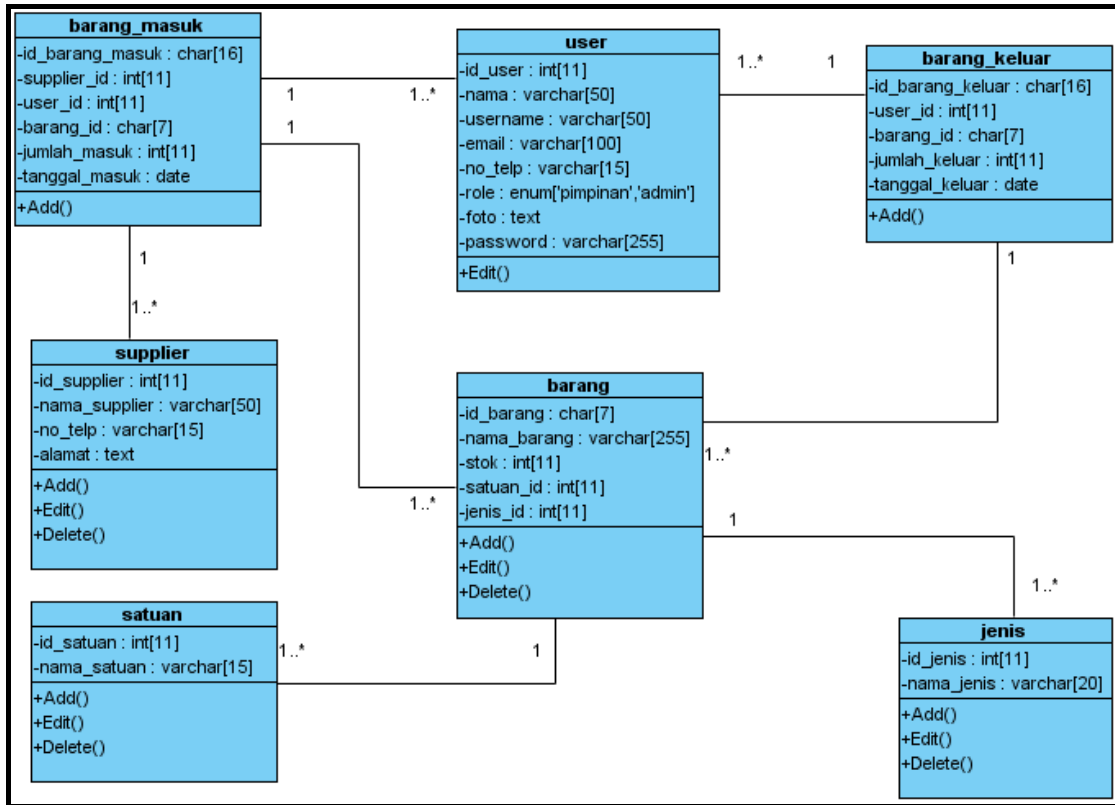 barang_masuk
-id_barang_masuk : char[16]
-supplier_id : int[11]
-user_id : int[11]
-barang_id : char[7]
-jumlah_masuk : int[11]
-tanggal_masuk : date
+Add()
1
1..*
1
1..*
user
-id_user : int[11]
-nama : varchar[50]
-username : varchar[50]
-email : varchar[100]
-no_telp : varchar[15]
-role : enum['pimpinan','admin']
-foto : text
-password : varchar[255]
+Edit()
1..*
1
barang_keluar
-id_barang_keluar : char[16]
-user_id : int[11]
-barang_id : char[7]
-jumlah_keluar : int[11]
-tanggal_keluar : date
+Add()
1
1..*
1
1..*
supplier
-id_supplier : int[11]
-nama_supplier : varchar[50]
-no_telp : varchar[15]
-alamat : text
+Add()
+Edit()
+Delete()
barang
-id_barang : char[7]
-nama_barang : varchar[255]
-stok : int[11]
-satuan_id : int[11]
-jenis_id : int[11]
+Add()
+Edit()
+Delete()
1
1..*
satuan
-id_satuan : int[11]
-nama_satuan : varchar[15]
+Add()
+Edit()
+Delete()
1..*
1
jenis
-id_jenis : int[11]
-nama_jenis : varchar[20]
+Add()
+Edit()
+Delete()